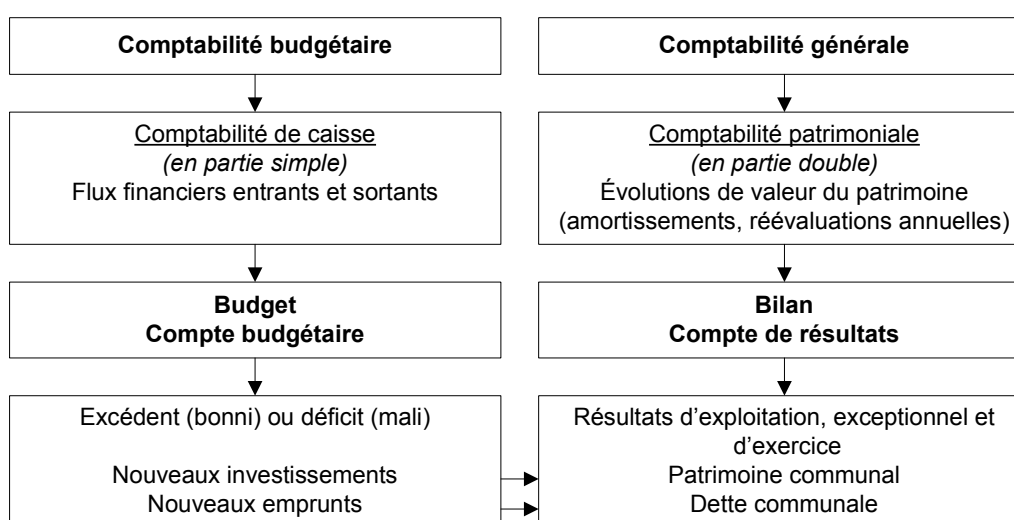 Comptabilité budgétaire
Comptabilité de caisse
(en partie simple)
Flux financiers entrants et sortants
Budget
Compte budgétaire
Excédent (bonni) ou déficit (mali)
Nouveaux investissements
Nouveaux emprunts
Comptabilité générale
Comptabilité patrimoniale
(en partie double)
Évolutions de valeur du patrimoine
(amortissements, réévaluations annuelles)
Bilan
Compte de résultats
Résultats d’exploitation, exceptionnel et
d’exercice
Patrimoine communal
Dette communale